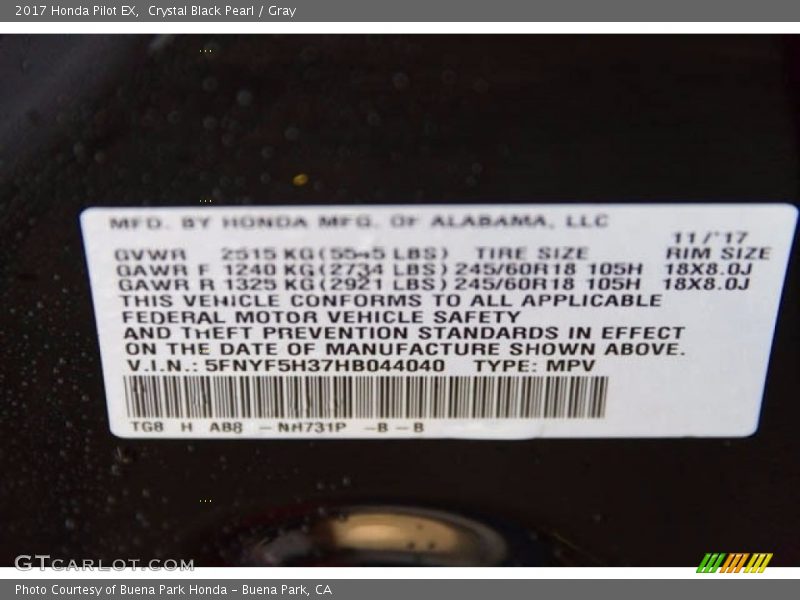 2017 Honda Pilot EX, Crystal Black Pearl / Gray
MFD. BY HONDA MFG. OF ALABAMA, LLC
11/'17
GVWR 2515 KG(5545 LBS) TIRE SIZE RIM SIZE
GAWR F 1240 KG(2734 LBS) 245/60R18 105H 18X8.0J
GAWR R 1325 KG(2921 LBS) 245/60R18 105H 18X8.0J
THIS VEHICLE CONFORMS TO ALL APPLICABLE
FEDERAL MOTOR VEHICLE SAFETY
AND THEFT PREVENTION STANDARDS IN EFFECT
ON THE DATE OF MANUFACTURE SHOWN ABOVE.
V.I.N.: 5FNYF5H37HB044040 TYPE: MPV
TG8 H A88 - NH731P -B -B
GTCARLOT.COM
Photo Courtesy of Buena Park Honda - Buena Park, CA